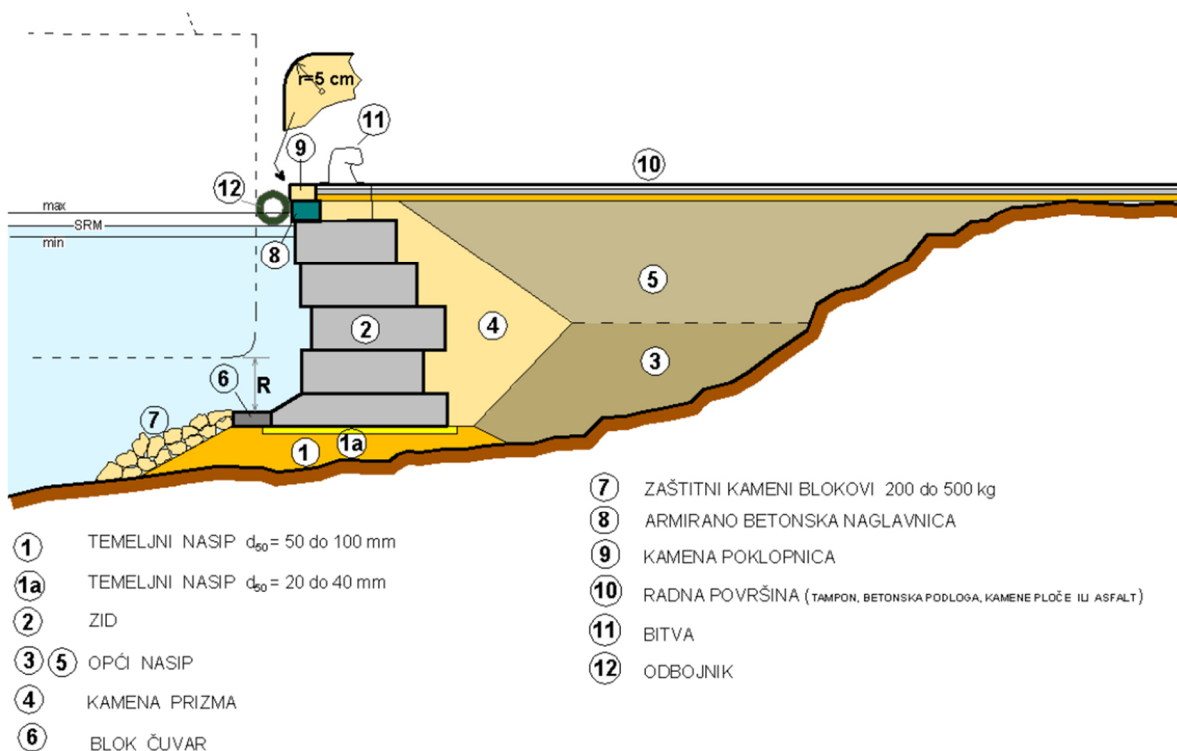 r=5 cm
11
9
10
12
max
SRM
min
8
5
2
4
3
6
R
7
1a
1
1 TEMELJNI NASIP d50 = 50 do 100 mm
1a TEMELJNI NASIP d50 = 20 do 40 mm
2 ZID
3 5 OPĆI NASIP
4 KAMENA PRIZMA
6 BLOK ČUVAR
7 ZAŠTITNI KAMENI BLOKOVI 200 do 500 kg
8 ARMIRANO BETONSKA NAGLAVNICA
9 KAMENA POKLOPNICA
10 RADNA POVRŠINA (TAMPON, BETONSKA PODLOGA, KAMENE PLOČE ILI ASFALT)
11 BITVA
12 ODBOJNIK